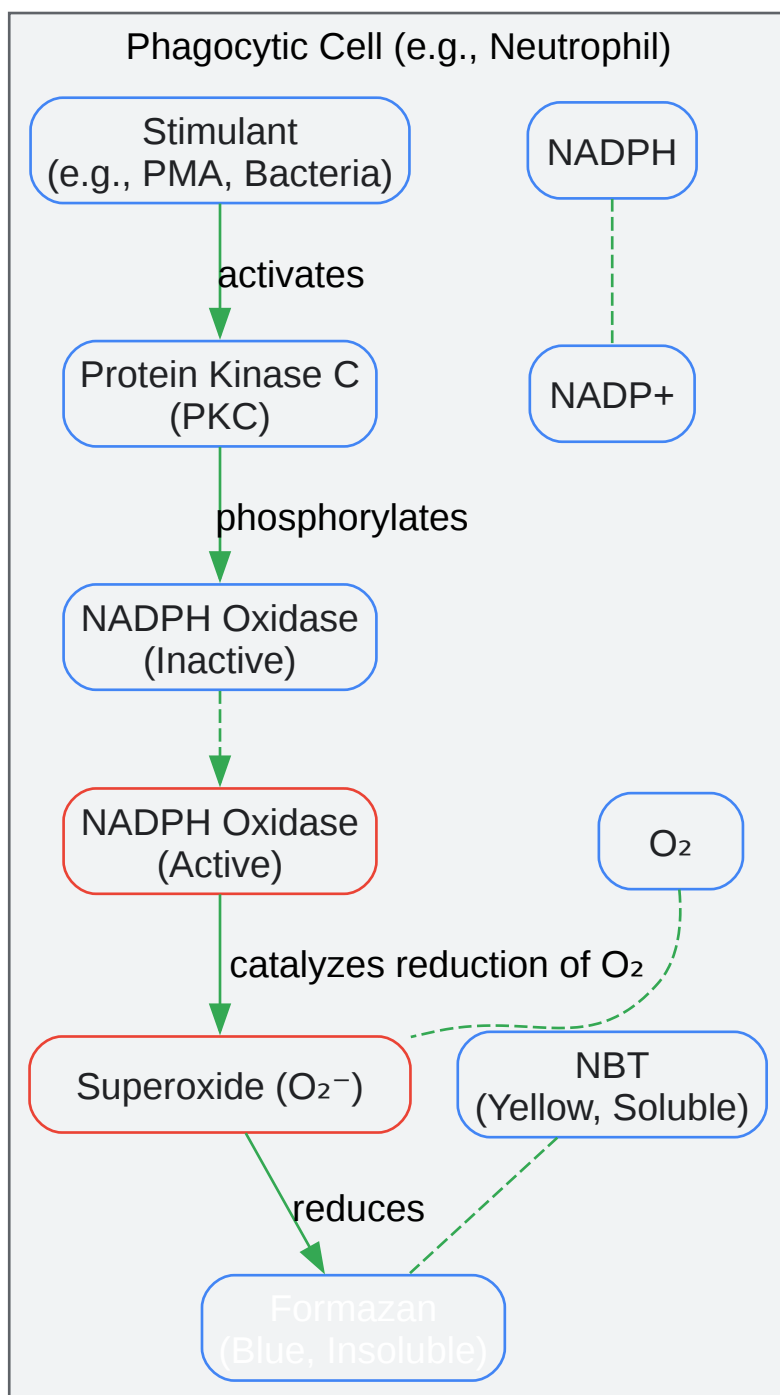 Phagocytic Cell (e.g., Neutrophil)
Stimulant
(e.g., PMA, Bacteria)
NADPH
activates
Protein Kinase C
(PKC)
NADP+
phosphorylates
NADPH Oxidase
(Inactive)
NADPH Oxidase
(Active)
O₂
catalyzes reduction of O₂
Superoxide (O₂⁻)
NBT
(Yellow, Soluble)
reduces
Formazan
(Blue, Insoluble)